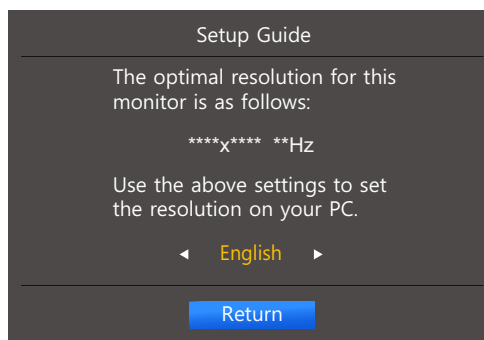 Setup Guide
The optimal resolution for this
monitor is as follows:
****x**** **Hz
Use the above settings to set
the resolution on your PC.
English
Return